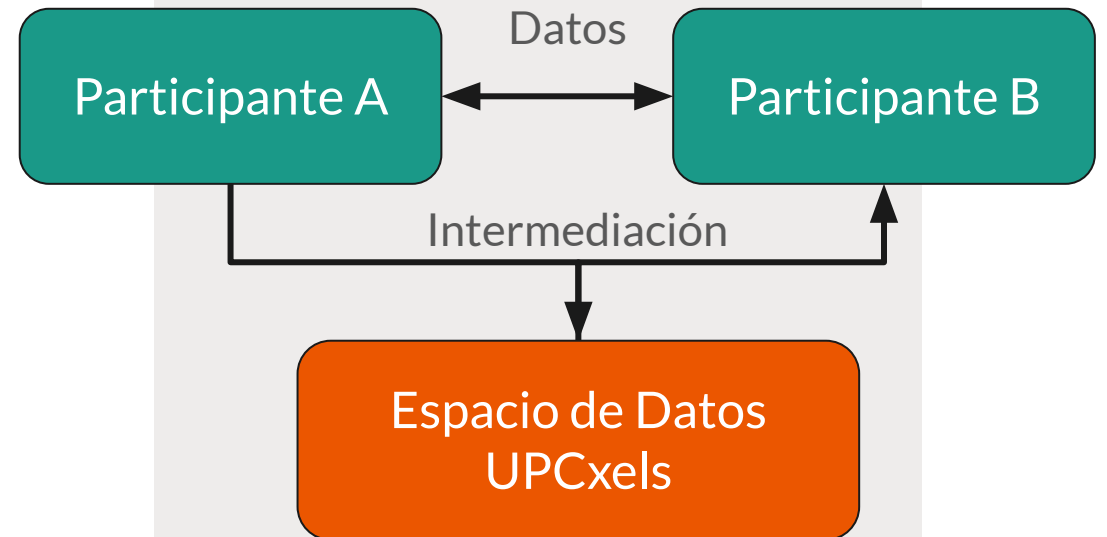 Datos
Participante A
Participante B
Intermediación
Espacio de Datos
UPCxels